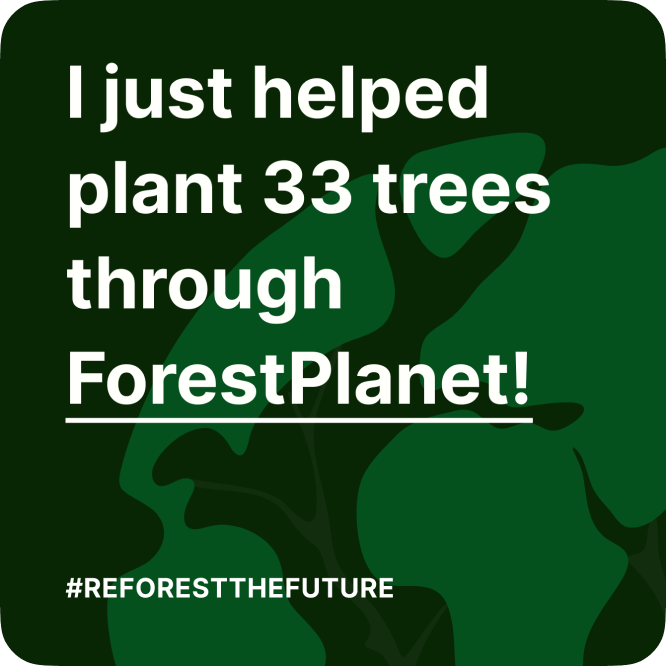 I just helped
plant 33 trees
through
ForestPlanet!
#REFORESTTHEFUTURE